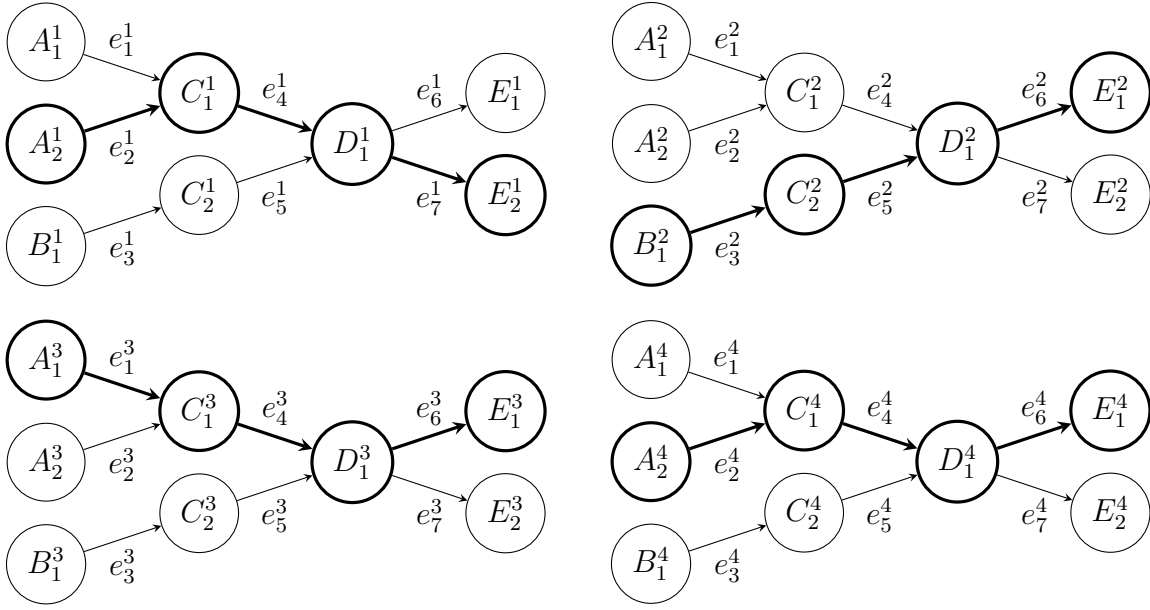 A_1^1 e_1^1 C_1^1 e_4^1 e_6^1 E_1^1
A_2^1 e_2^1 D_1^1
B_1^1 e_3^1 C_2^1 e_5^1 e_7^1 E_2^1
A_1^2 e_1^2 C_1^2 e_4^2 e_6^2 E_1^2
A_2^2 e_2^2 D_1^2
B_1^2 e_3^2 C_2^2 e_5^2 e_7^2 E_2^2
A_1^3 e_1^3 C_1^3 e_4^3 e_6^3 E_1^3
A_2^3 e_2^3 D_1^3
B_1^3 e_3^3 C_2^3 e_5^3 e_7^3 E_2^3
A_1^4 e_1^4 C_1^4 e_4^4 e_6^4 E_1^4
A_2^4 e_2^4 D_1^4
B_1^4 e_3^4 C_2^4 e_5^4 e_7^4 E_2^4